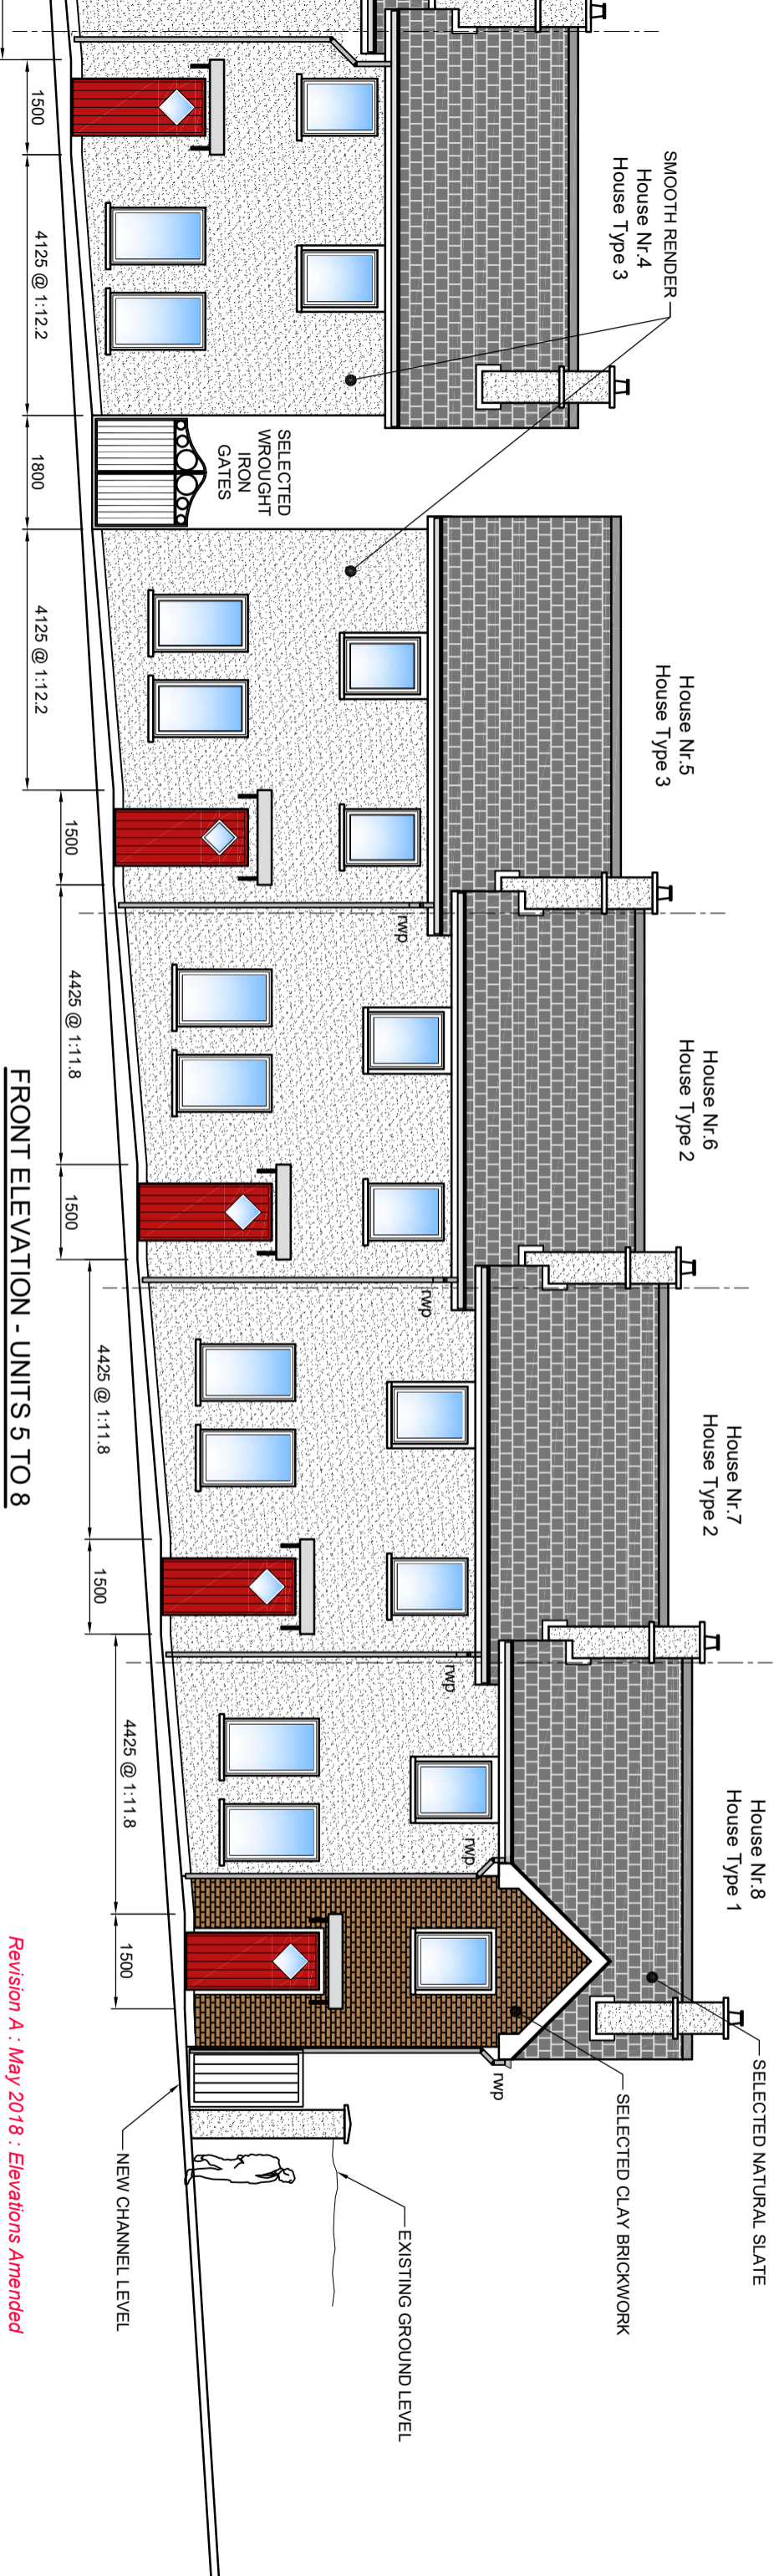 House Nr.8
House Type 1
House Nr.7
House Type 2
House Nr.6
House Type 2
House Nr.5
House Type 3
House Nr.4
House Type 3
SMOOTH RENDER
SELECTED NATURAL SLATE
SELECTED CLAY BRICKWORK
SELECTED
WROUGHT
IRON
GATES
rwp
rwp
rwp
rwp
rwp
EXISTING GROUND LEVEL
NEW CHANNEL LEVEL
1500
4125 @ 1:12.2
1800
4125 @ 1:12.2
1500
4425 @ 1:11.8
1500
4425 @ 1:11.8
1500
4425 @ 1:11.8
1500
FRONT ELEVATION - UNITS 5 TO 8
Revision A : May 2018 : Elevations Amended